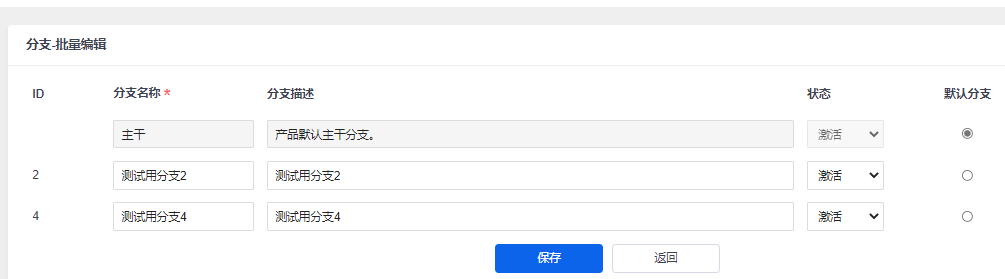 分支-批量编辑
ID 分支名称 * 分支描述 状态 默认分支
主干 产品默认主干分支。 激活
2 测试用分支2 测试用分支2 激活
4 测试用分支4 测试用分支4 激活
保存 返回